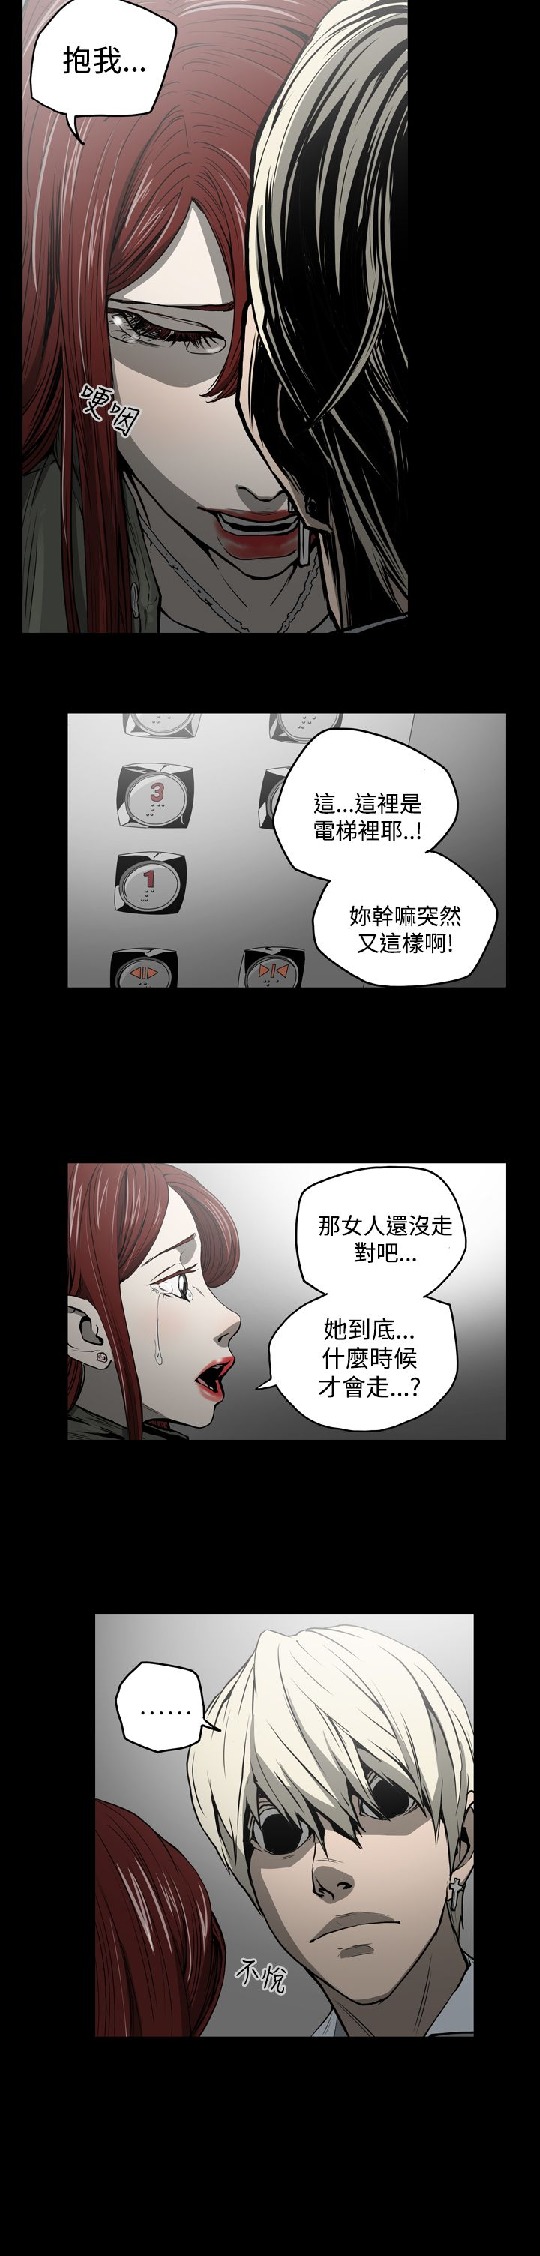 抱我...
哽咽
3
這...這裡是
電梯裡耶..!
1
妳幹嘛突然
又這樣啊!
那女人還沒走
對吧...
她到底...
什麼時候
才會走...?
......
不悅